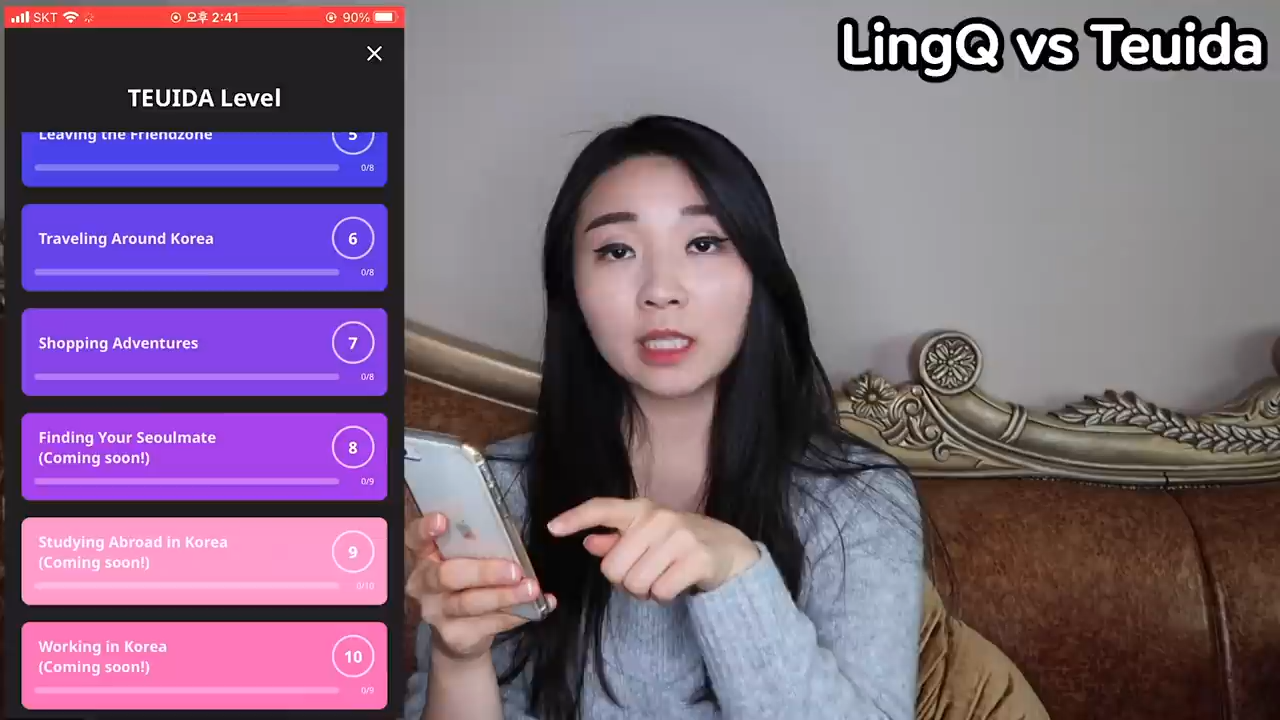 SKT 오후 2:41 90%
LingQ vs Teuida
TEUIDA Level
Leaving the Friendzone 5
0/8
Traveling Around Korea 6
0/8
Shopping Adventures 7
0/8
Finding Your Seoulmate
(Coming soon!) 8
0/9
Studying Abroad in Korea
(Coming soon!) 9
0/10
Working in Korea
(Coming soon!) 10
0/9